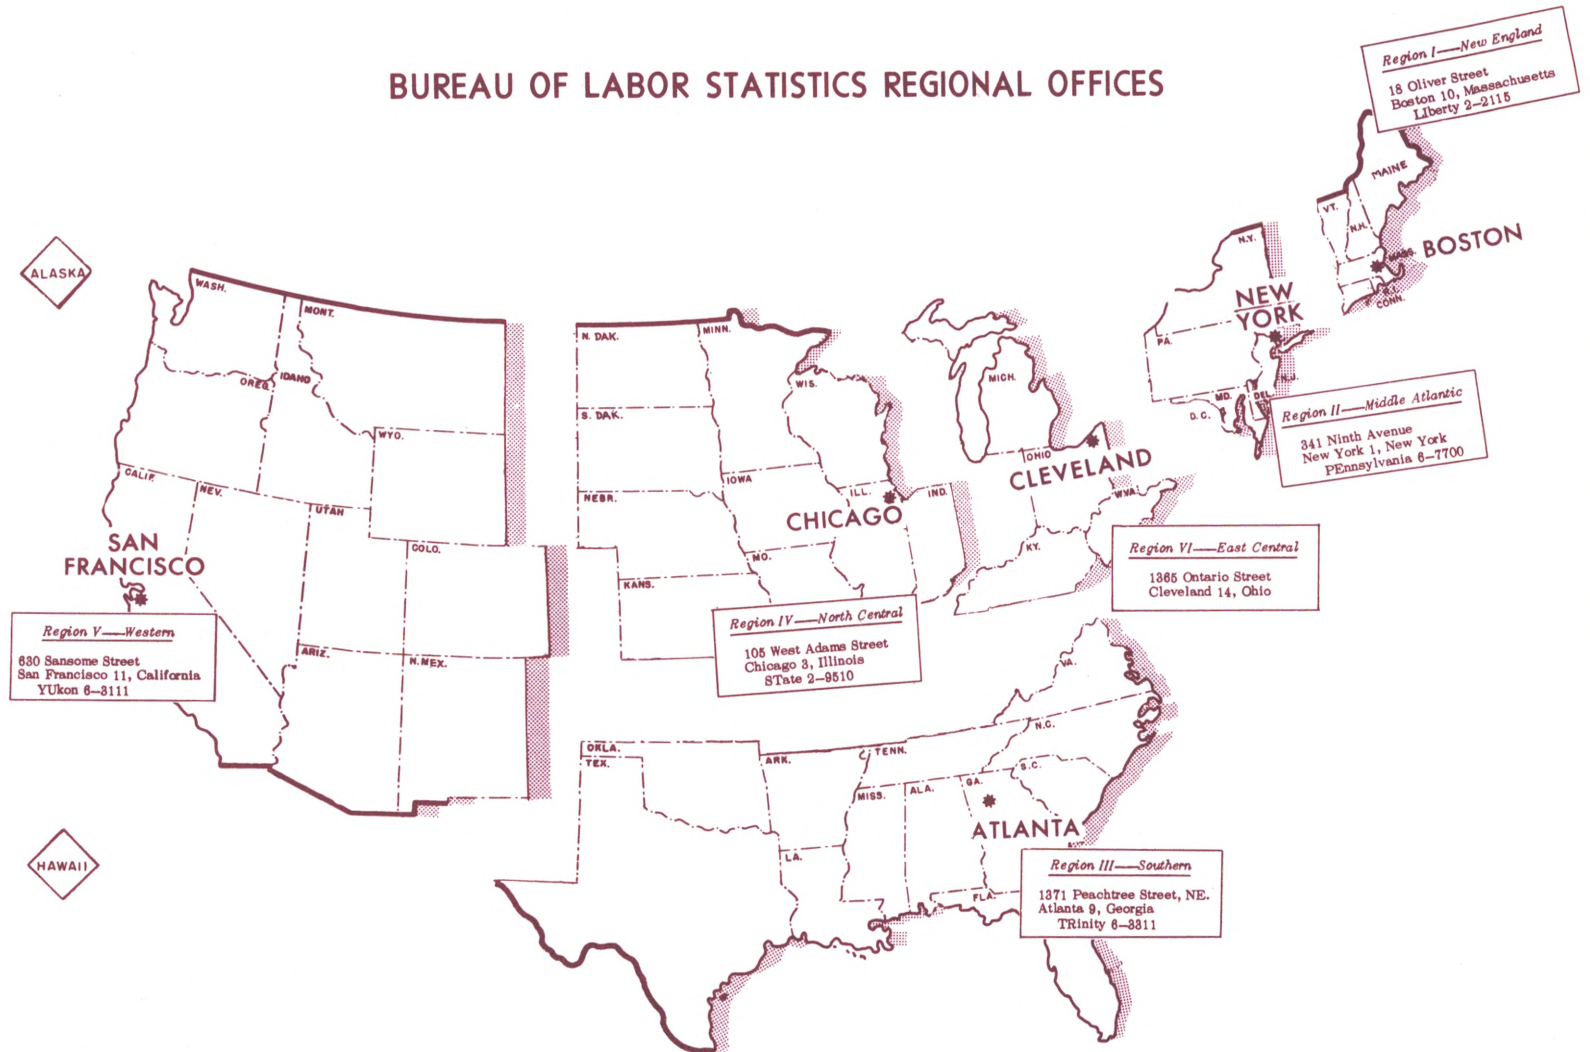 BUREAU OF LABOR STATISTICS REGIONAL OFFICES
Region I—New England
18 Oliver Street
Boston 10, Massachusetts
LIberty 2-2115
MAINE
VT.
N.H.
MASS.
BOSTON
R.I.
CONN.
N.Y.
NEW
YORK
PA.
N.J.
MD.
DEL.
D.C.
Region II—Middle Atlantic
341 Ninth Avenue
New York 1, New York
PEnnsylvania 6-7700
ALASKA
WASH.
MONT.
OREG.
IDAHO
WYO.
CALIF.
NEV.
UTAH
COLO.
SAN
FRANCISCO
ARIZ.
N.MEX.
Region V—Western
630 Sansome Street
San Francisco 11, California
YUkon 6-3111
N. DAK.
MINN.
S. DAK.
WIS.
NEBR.
IOWA
ILL.
IND.
CHICAGO
MO.
KANS.
Region IV—North Central
105 West Adams Street
Chicago 3, Illinois
STate 2-9510
MICH.
OHIO
CLEVELAND
W.VA.
KY.
Region VI—East Central
1365 Ontario Street
Cleveland 14, Ohio
VA.
N.C.
OKLA.
TEX.
ARK.
TENN.
S.C.
MISS.
ALA.
GA.
ATLANTA
LA.
FLA.
Region III—Southern
1371 Peachtree Street, NE.
Atlanta 9, Georgia
TRinity 6-3311
HAWAII